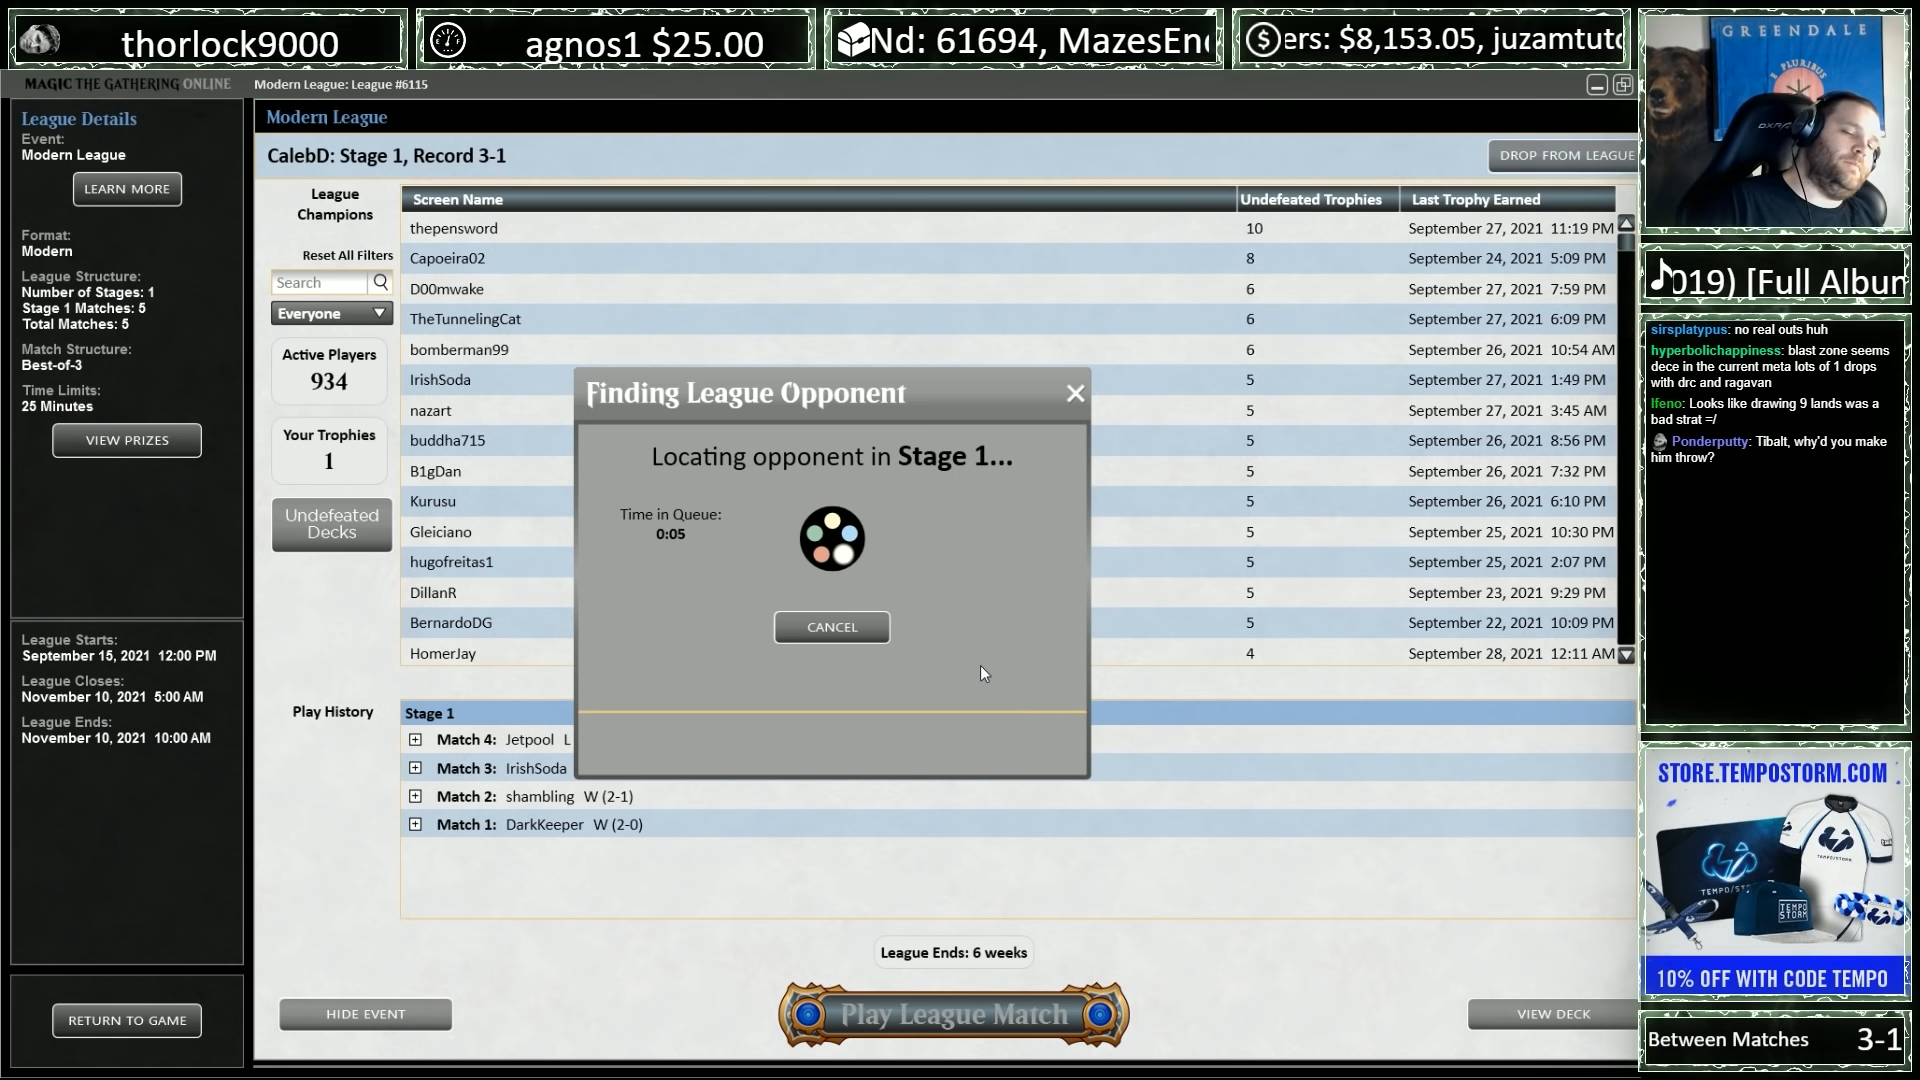 thorlock9000
agnos1 $25.00
Nd: 61694, MazesEn
ers: $8,153.05, juzamtut
MAGIC THE GATHERING ONLINE
Modern League: League #6115
League Details
Event:
Modern League
LEARN MORE
Format:
Modern
League Structure:
Number of Stages: 1
Stage 1 Matches: 5
Total Matches: 5
Match Structure:
Best-of-3
Time Limits:
25 Minutes
VIEW PRIZES
League Starts:
September 15, 2021 12:00 PM
League Closes:
November 10, 2021 5:00 AM
League Ends:
November 10, 2021 10:00 AM
RETURN TO GAME
Modern League
CalebD: Stage 1, Record 3-1
DROP FROM LEAGUE
League
Champions
Reset All Filters
Search
Everyone
Active Players
934
Your Trophies
1
Undefeated
Decks
Screen Name Undefeated Trophies Last Trophy Earned
thepensword 10 September 27, 2021 11:19 PM
Capoeira02 8 September 24, 2021 5:09 PM
D00mwake 6 September 27, 2021 7:59 PM
TheTunnelingCat 6 September 27, 2021 6:09 PM
bomberman99 6 September 26, 2021 10:54 AM
IrishSoda 5 September 27, 2021 1:49 PM
nazart 5 September 27, 2021 3:45 AM
buddha715 5 September 26, 2021 8:56 PM
B1gDan 5 September 26, 2021 7:32 PM
Kurusu 5 September 26, 2021 6:10 PM
Gleiciano 5 September 25, 2021 10:30 PM
hugofreitas1 5 September 25, 2021 2:07 PM
DillanR 5 September 23, 2021 9:29 PM
BernardoDG 5 September 22, 2021 10:09 PM
HomerJay 4 September 28, 2021 12:11 AM
Finding League Opponent
Locating opponent in Stage 1...
Time in Queue:
0:05
CANCEL
Play History
Stage 1
Match 4: Jetpool L
Match 3: IrishSoda
Match 2: shambling W (2-1)
Match 1: DarkKeeper W (2-0)
League Ends: 6 weeks
HIDE EVENT
Play League Match
VIEW DECK
GREENDALE
E PLURIBUS
019) [Full Albu
sirsplatypus: no real outs huh
hyperbolichappiness: blast zone seems
dece in the current meta lots of 1 drops
with drc and ragavan
lfeno: Looks like drawing 9 lands was a
bad strat =/
Ponderputty: Tibalt, why'd you make
him throw?
STORE.TEMPOSTORM.COM
TEMPO
STORM
10% OFF WITH CODE TEMPO
Between Matches 3-1